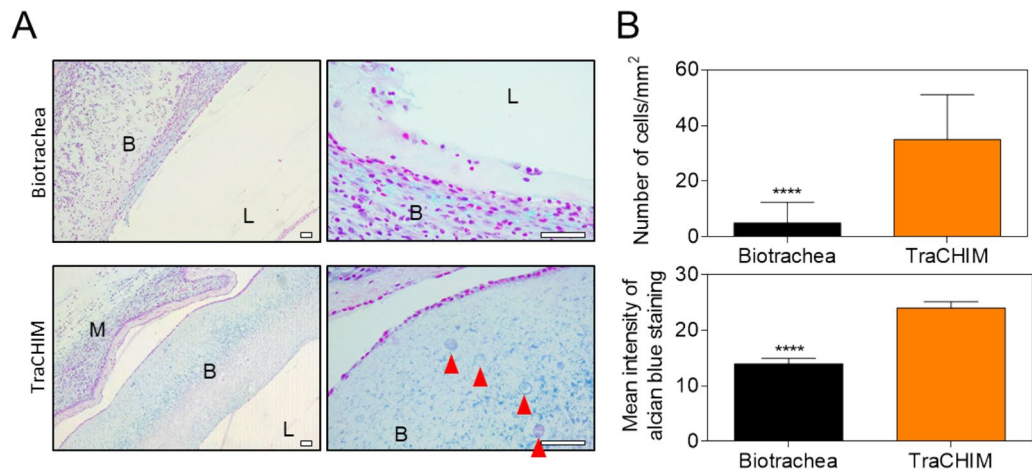 A
Biotrachea
B
L
L
B
TraCHIM
M
B
L
B
B
Number of cells/mm²
60
40
20
0
****
Biotrachea
TraCHIM
Mean intensity of
alcian blue staining
30
20
10
0
****
Biotrachea
TraCHIM